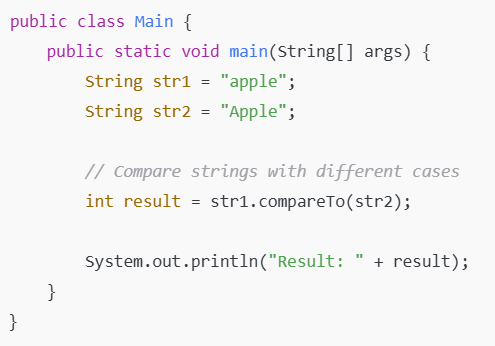 public class Main {
    public static void main(String[] args) {
        String str1 = "apple";
        String str2 = "Apple";

        // Compare strings with different cases
        int result = str1.compareTo(str2);

        System.out.println("Result: " + result);
    }
}